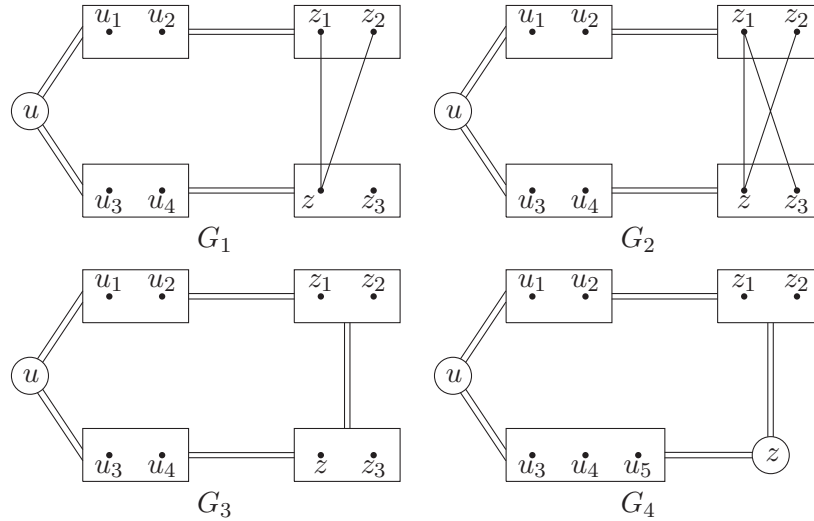 u₁ u₂ z₁ z₂ u₁ u₂ z₁ z₂
u u
u₃ u₄ z z₃ u₃ u₄ z z₃
G₁ G₂
u₁ u₂ z₁ z₂ u₁ u₂ z₁ z₂
u u
u₃ u₄ z z₃ u₃ u₄ u₅ z
G₃ G₄